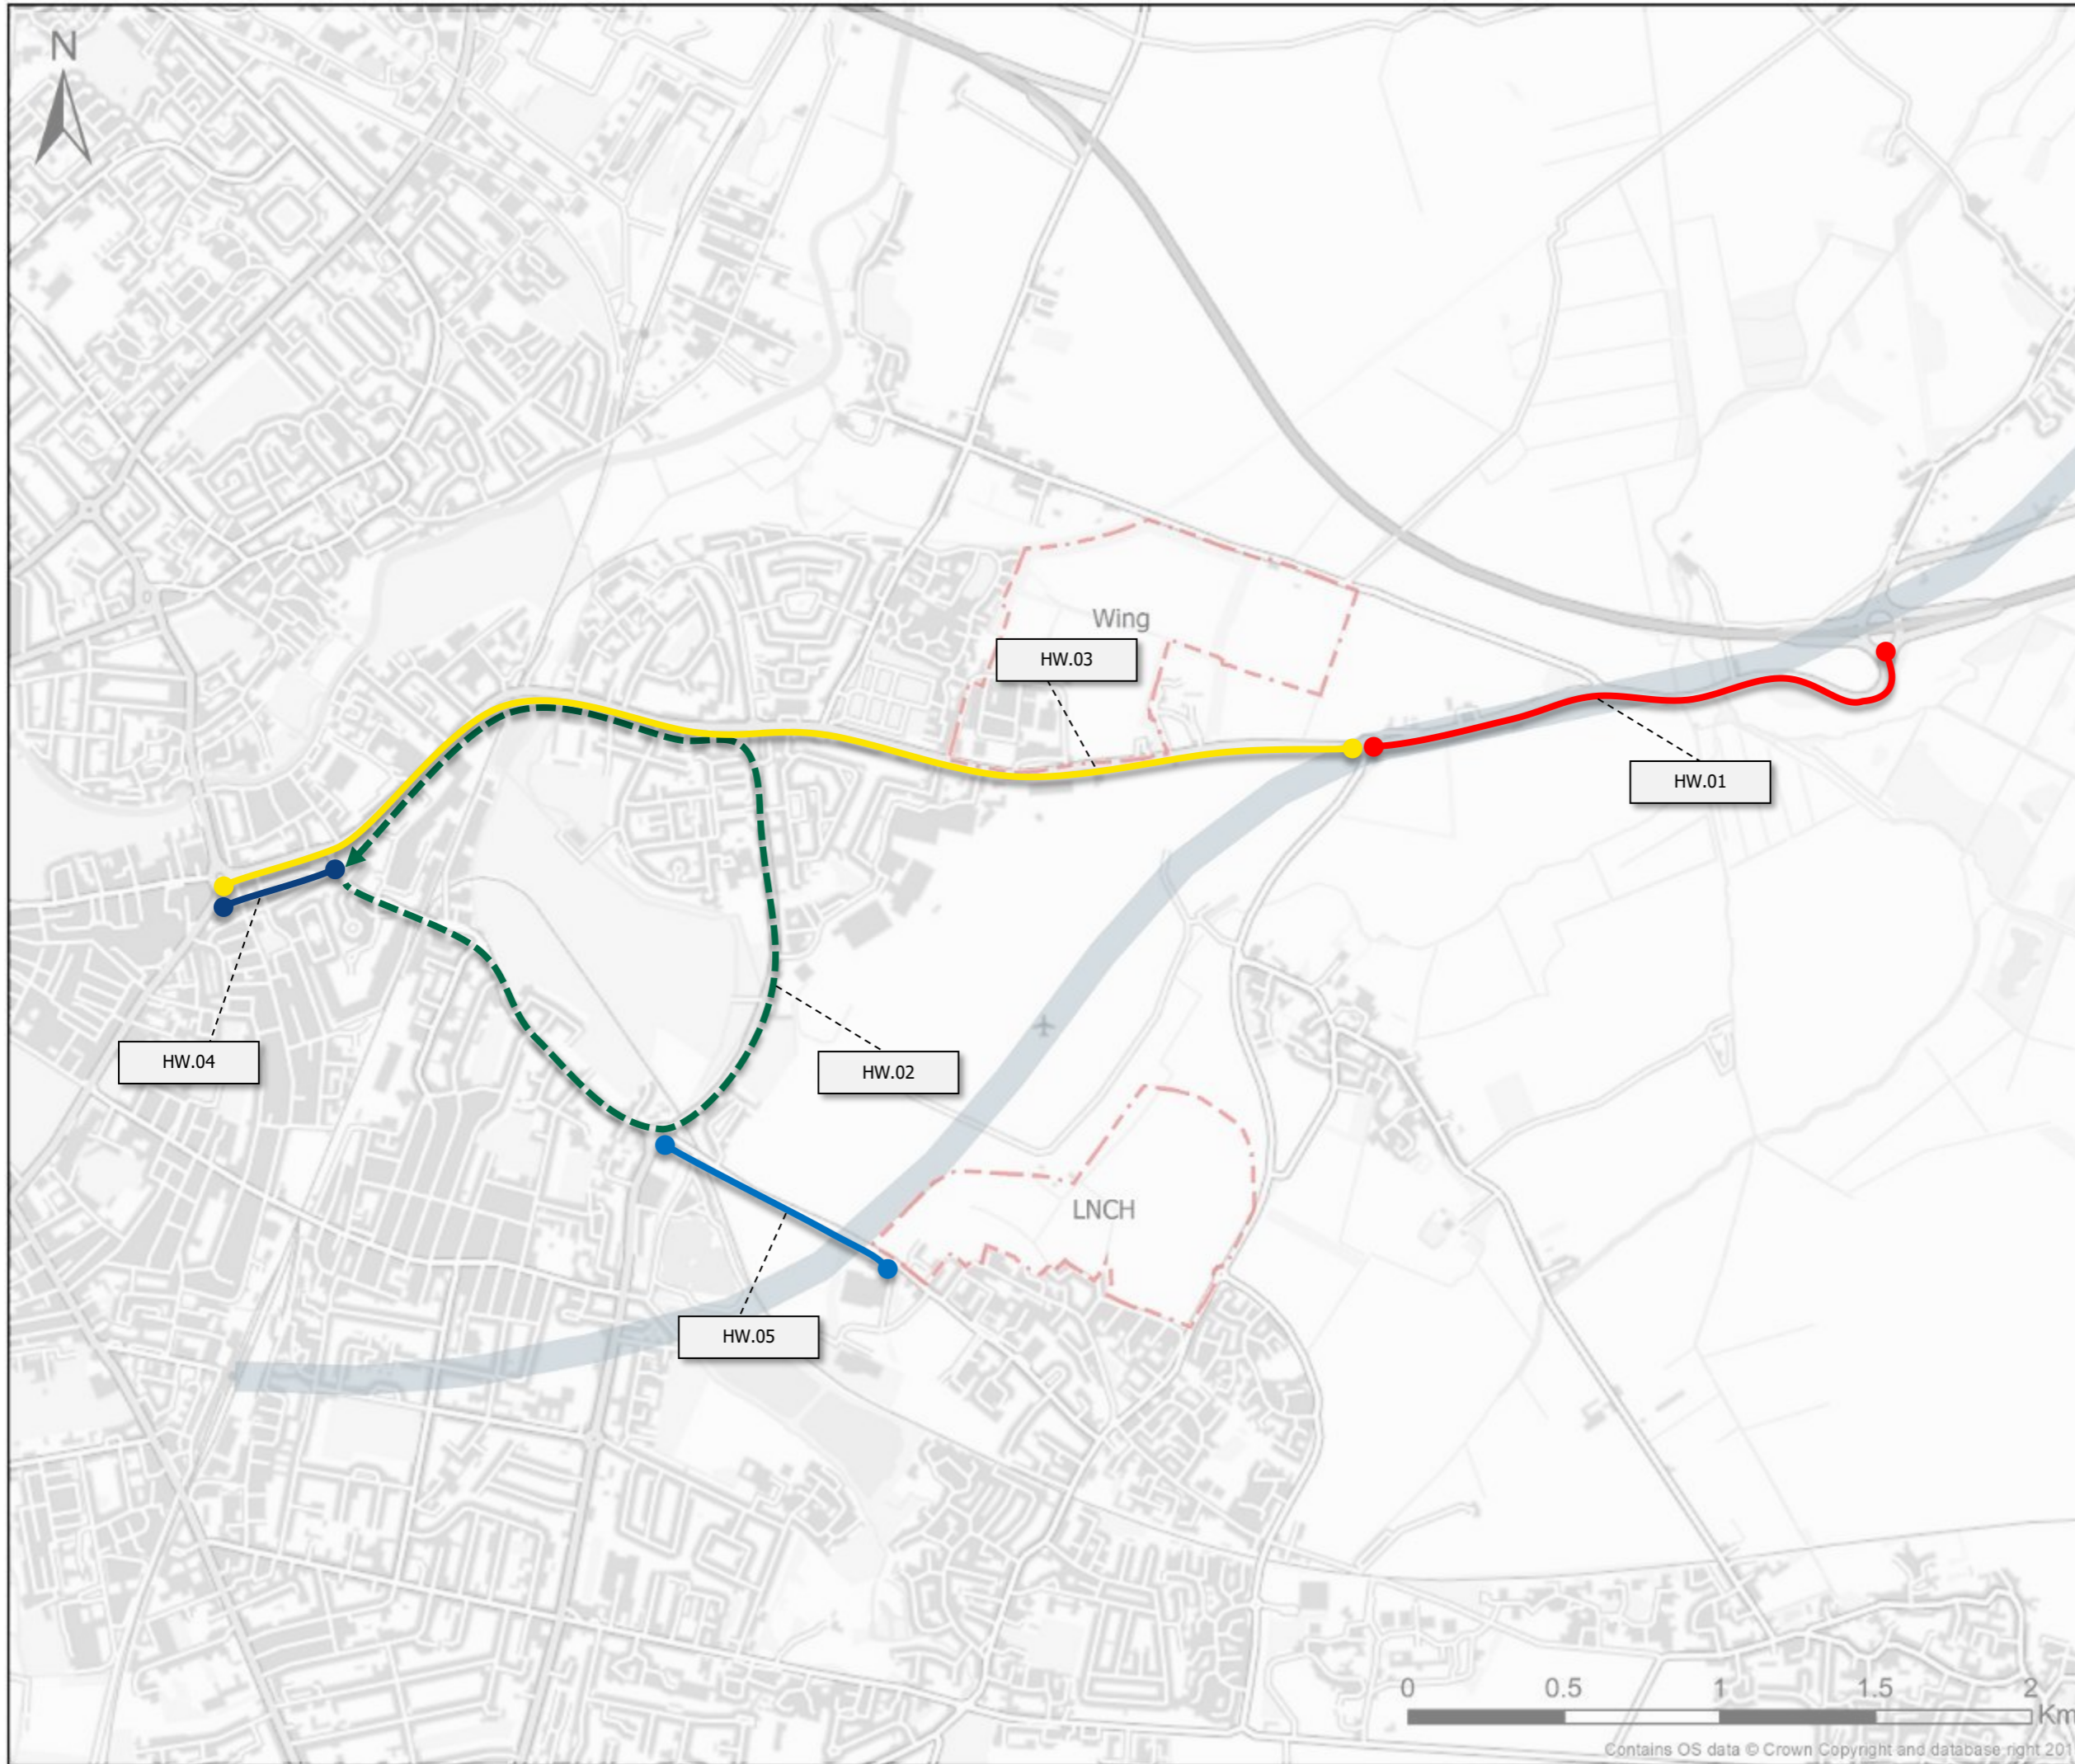 N
Wing
HW.03
HW.01
HW.04
HW.02
LNCH
HW.05
0 0.5 1 1.5 2
Km
Contains OS data © Crown Copyright and database right 201